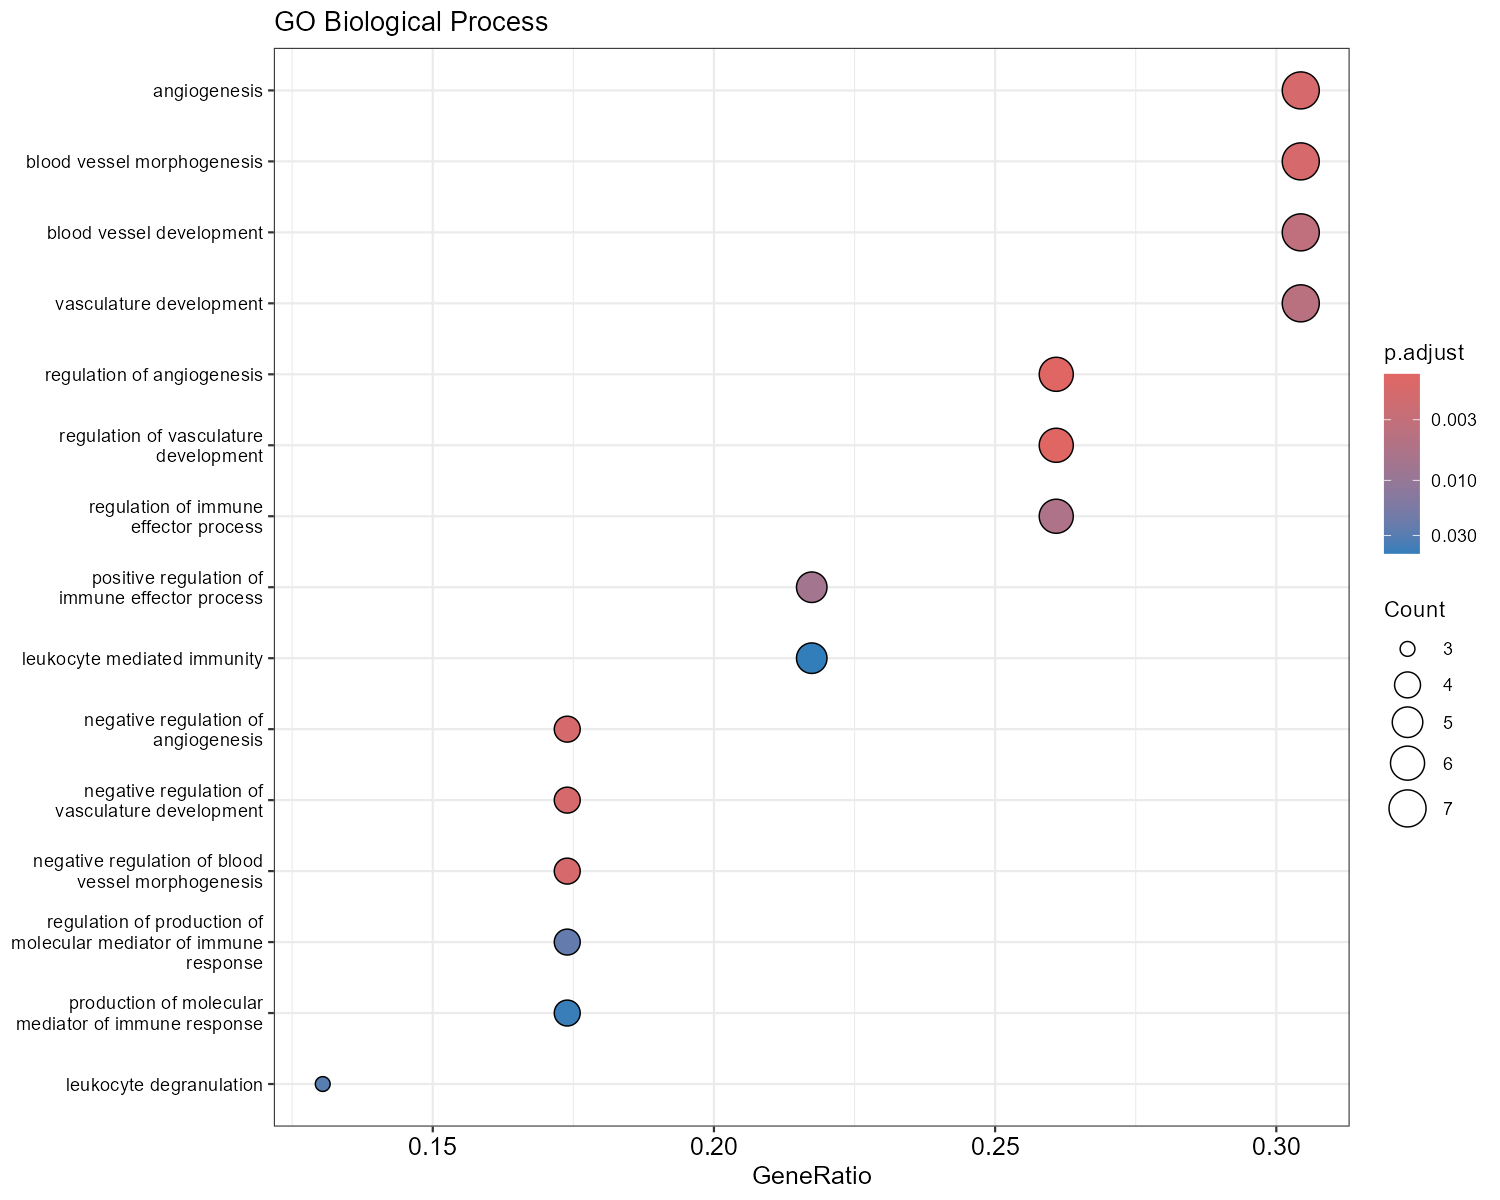 GO Biological Process
angiogenesis
blood vessel morphogenesis
blood vessel development
vasculature development
regulation of angiogenesis
regulation of vasculature
development
regulation of immune
effector process
positive regulation of
immune effector process
leukocyte mediated immunity
negative regulation of
angiogenesis
negative regulation of
vasculature development
negative regulation of blood
vessel morphogenesis
regulation of production of
molecular mediator of immune
response
production of molecular
mediator of immune response
leukocyte degranulation
0.15
0.20
0.25
0.30
GeneRatio
p.adjust
0.003
0.010
0.030
Count
3
4
5
6
7